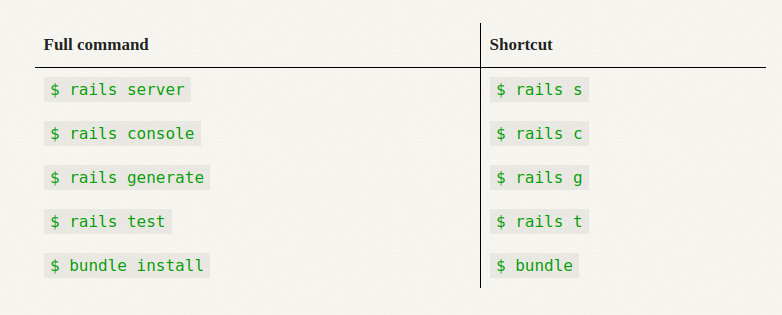 Full command Shortcut
$ rails server $ rails s
$ rails console $ rails c
$ rails generate $ rails g
$ rails test $ rails t
$ bundle install $ bundle